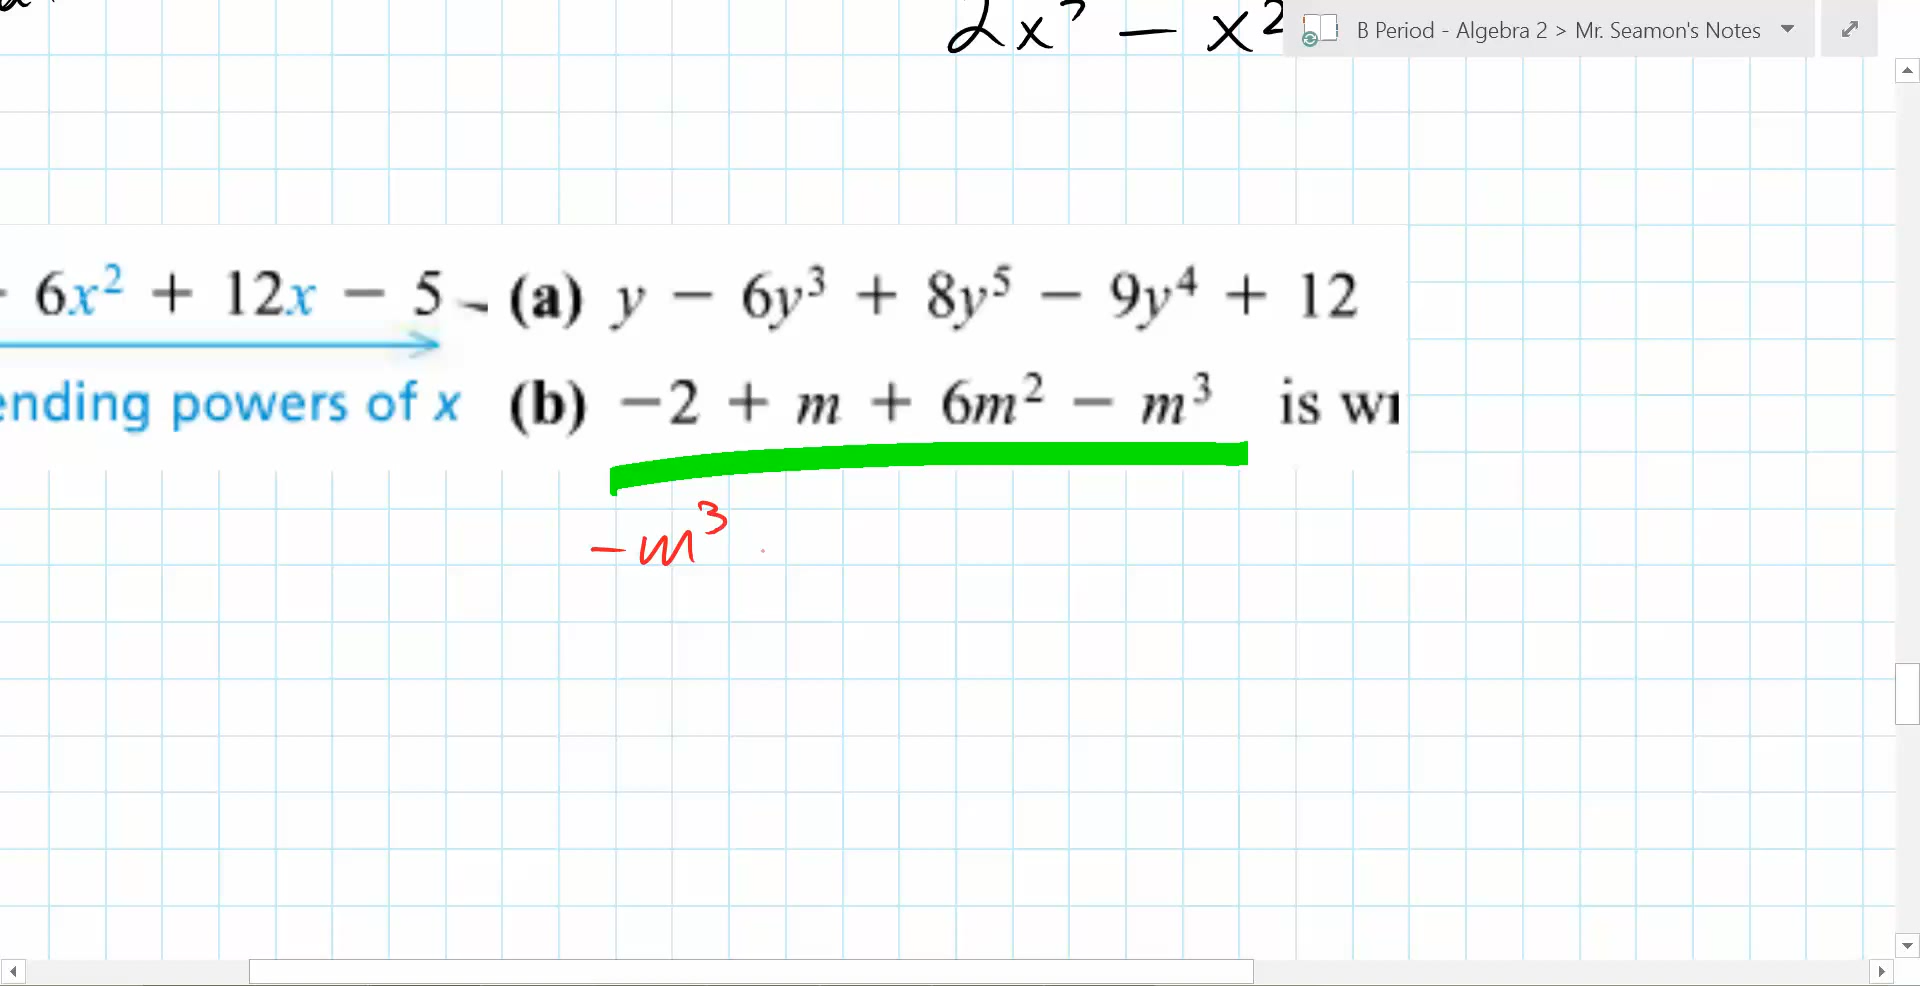 2x³ – x²
B Period - Algebra 2 > Mr. Seamon's Notes
6x² + 12x − 5 (a) y − 6y³ + 8y⁵ − 9y⁴ + 12
ending powers of x (b) −2 + m + 6m² − m³ is wr
-m³